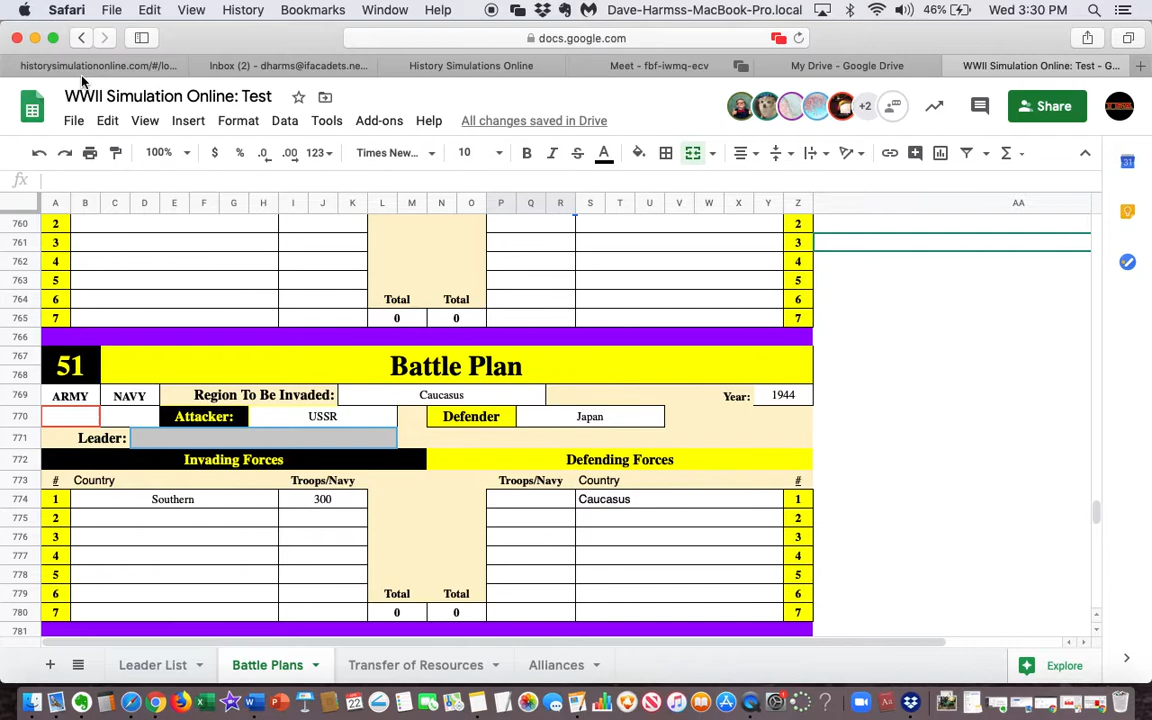 Safari File Edit View History Bookmarks Window Help Dave-Harmss-MacBook-Pro.local 46% Wed 3:30 PM
docs.google.com
historysimulationonline.com/#/lo... Inbox (2) - dharms@ifacadets.ne... History Simulations Online Meet - fbf-iwmq-ecv My Drive - Google Drive WWII Simulation Online: Test - G...
WWII Simulation Online: Test
+2 Share
File Edit View Insert Format Data Tools Add-ons Help All changes saved in Drive
100% $ % .0 .00 123 Times New... 10 B I S A
fx
A B C D E F G H I J K L M N O P Q R S T U V W X Y Z AA
760 2 2
761 3 3
762 4 4
763 5 5
764 6 Total Total 6
765 7 0 0 7
766
767
51 Battle Plan
768
769 ARMY NAVY Region To Be Invaded: Caucasus Year: 1944
770 Attacker: USSR Defender Japan
771 Leader:
772 Invading Forces Defending Forces
773 # Country Troops/Navy Troops/Navy Country #
774 1 Southern 300 Caucasus 1
775 2 2
776 3 3
777 4 4
778 5 5
779 6 Total Total 6
780 7 0 0 7
781
Leader List Battle Plans Transfer of Resources Alliances Explore